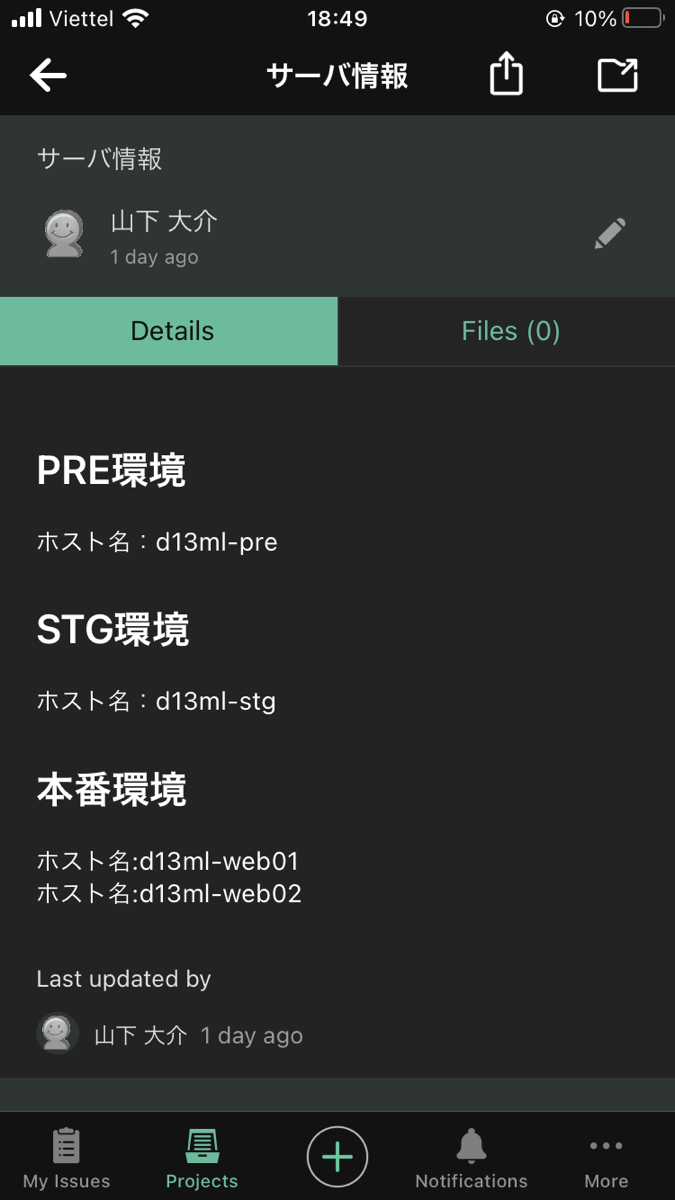 Viettel 18:49 10%
サーバ情報
サーバ情報
山下 大介
1 day ago
Details Files (0)
PRE環境
ホスト名：d13ml-pre
STG環境
ホスト名：d13ml-stg
本番環境
ホスト名:d13ml-web01
ホスト名:d13ml-web02
Last updated by
山下 大介 1 day ago
My Issues Projects Notifications More